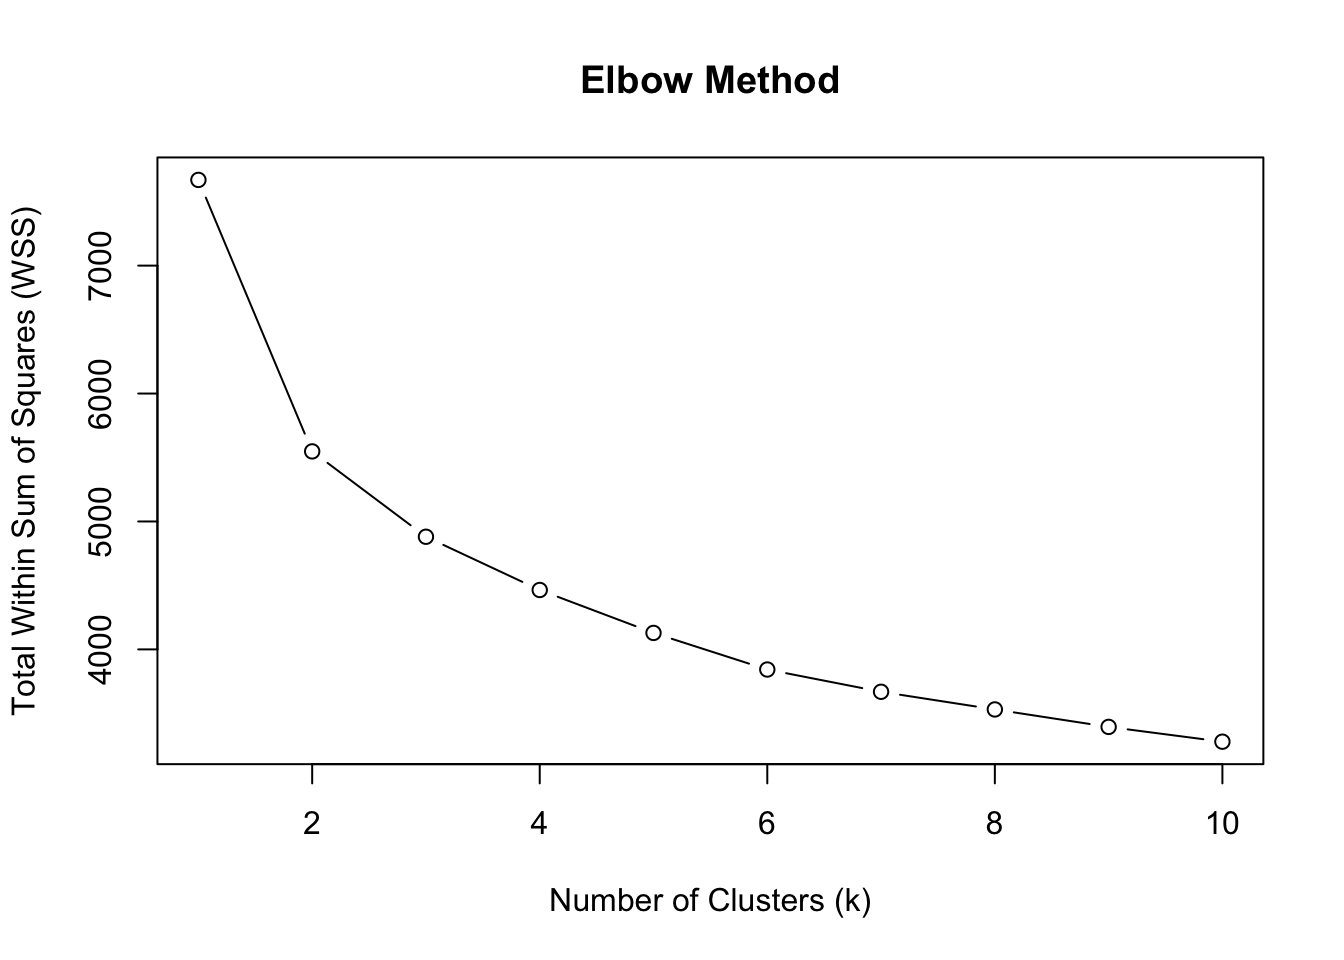 Elbow Method
Total Within Sum of Squares (WSS)
7000
6000
5000
4000
2 4 6 8 10
Number of Clusters (k)